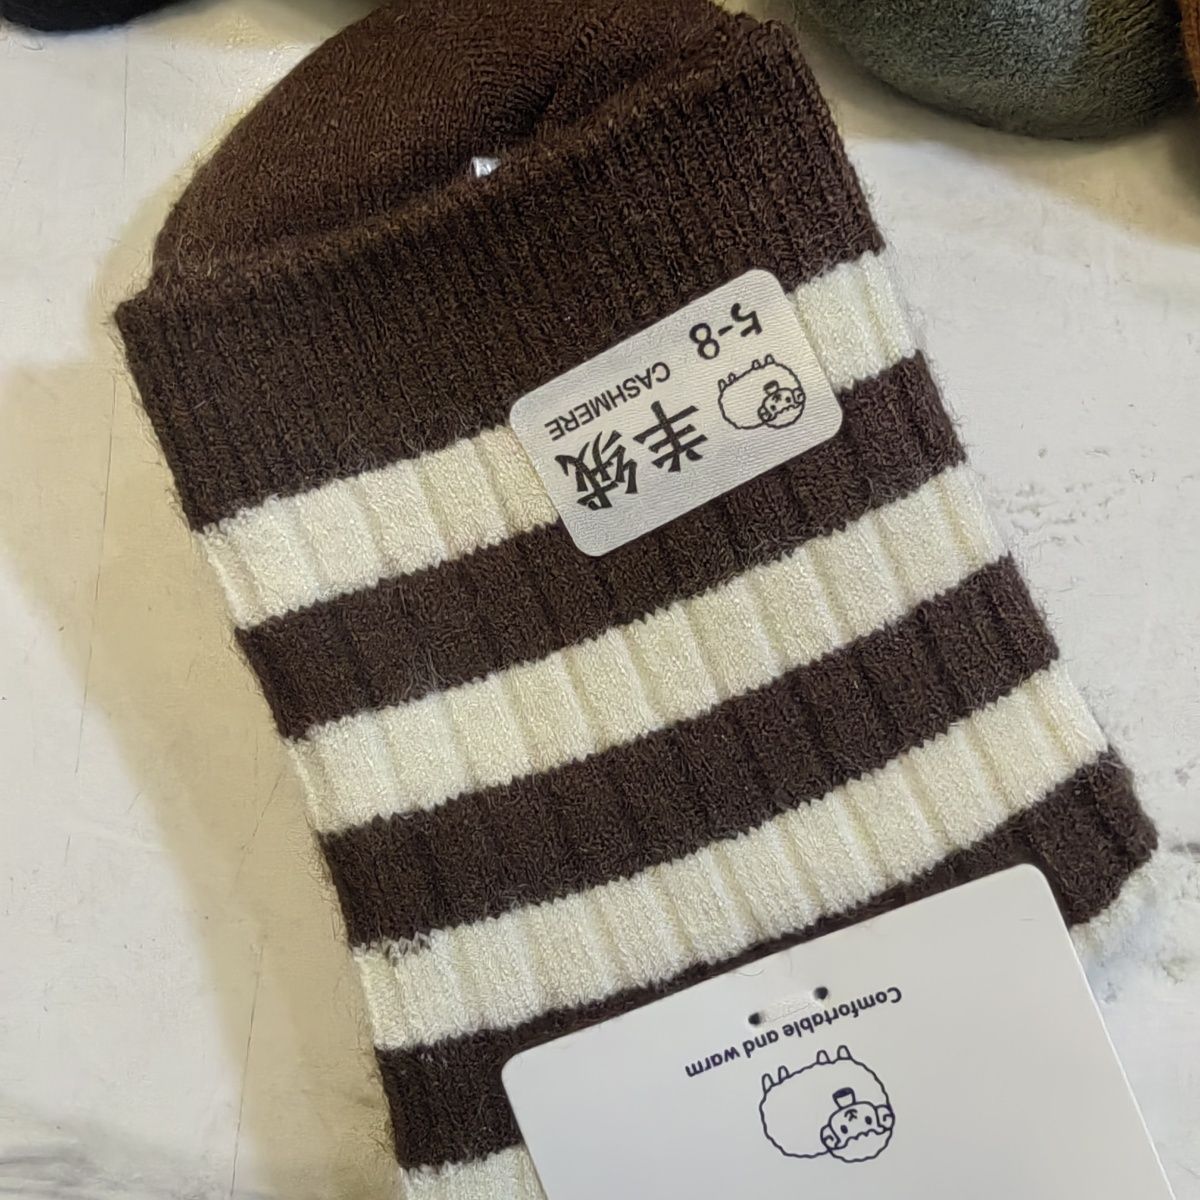 羊绒
CASHMERE
5-8
Comfortable and warm